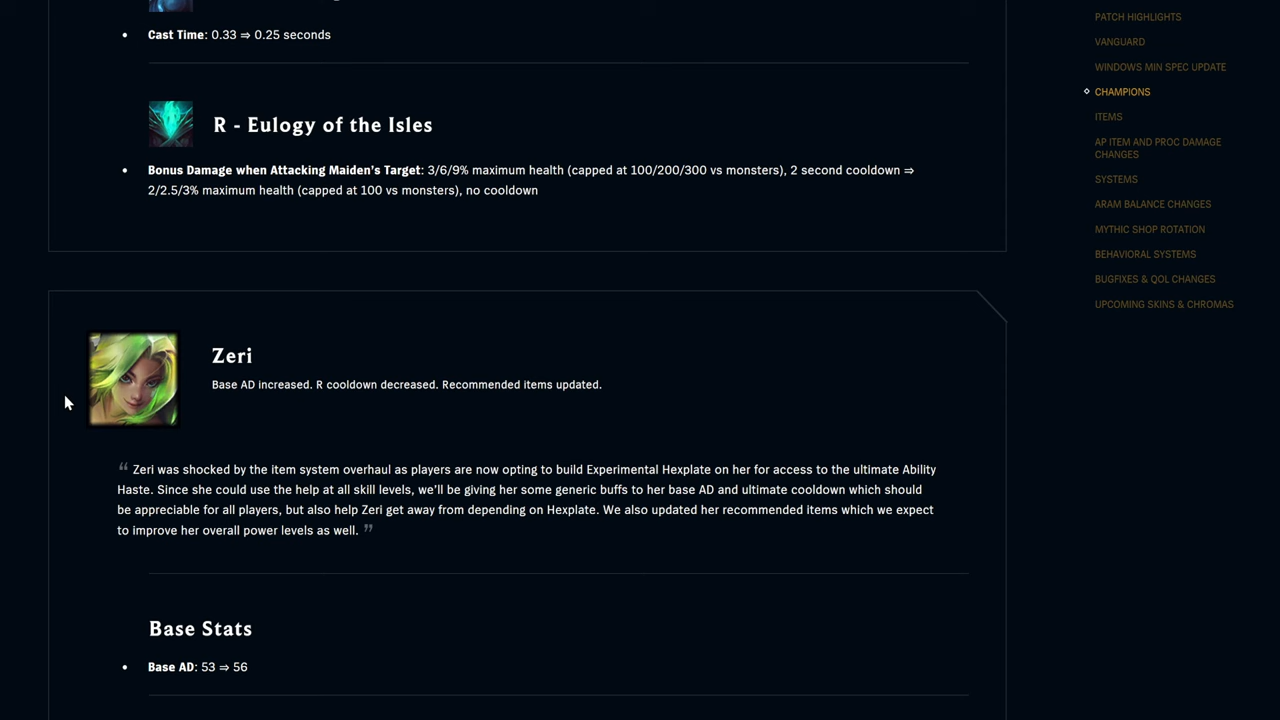 Cast Time: 0.33 ⇒ 0.25 seconds
R - Eulogy of the Isles
Bonus Damage when Attacking Maiden's Target: 3/6/9% maximum health (capped at 100/200/300 vs monsters), 2 second cooldown ⇒
2/2.5/3% maximum health (capped at 100 vs monsters), no cooldown
Zeri
Base AD increased. R cooldown decreased. Recommended items updated.
“ Zeri was shocked by the item system overhaul as players are now opting to build Experimental Hexplate on her for access to the ultimate Ability
Haste. Since she could use the help at all skill levels, we'll be giving her some generic buffs to her base AD and ultimate cooldown which should
be appreciable for all players, but also help Zeri get away from depending on Hexplate. We also updated her recommended items which we expect
to improve her overall power levels as well. ”
Base Stats
Base AD: 53 ⇒ 56
PATCH HIGHLIGHTS
VANGUARD
WINDOWS MIN SPEC UPDATE
CHAMPIONS
ITEMS
AP ITEM AND PROC DAMAGE
CHANGES
SYSTEMS
ARAM BALANCE CHANGES
MYTHIC SHOP ROTATION
BEHAVIORAL SYSTEMS
BUGFIXES & QOL CHANGES
UPCOMING SKINS & CHROMAS